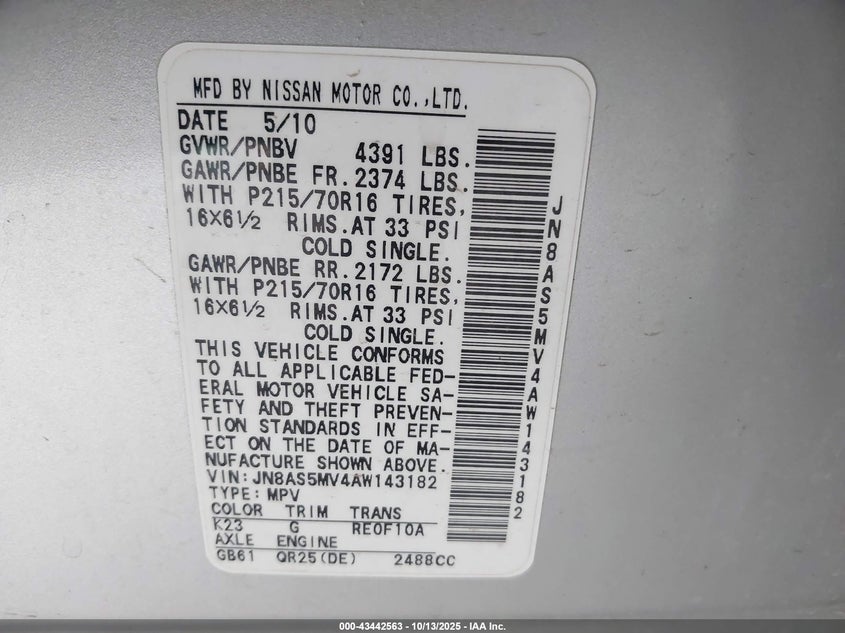 MFD BY NISSAN MOTOR CO.,LTD.
DATE 5/10
GVWR/PNBV 4391 LBS.
GAWR/PNBE FR. 2374 LBS.
WITH P215/70R16 TIRES,
16X6½ RIMS. AT 33 PSI
COLD SINGLE.
GAWR/PNBE RR. 2172 LBS.
WITH P215/70R16 TIRES,
16X6½ RIMS. AT 33 PSI
COLD SINGLE.
THIS VEHICLE CONFORMS
TO ALL APPLICABLE FED-
ERAL MOTOR VEHICLE SA-
FETY AND THEFT PREVEN-
TION STANDARDS IN EFF-
ECT ON THE DATE OF MA-
NUFACTURE SHOWN ABOVE.
VIN: JN8AS5MV4AW143182
TYPE: MPV
COLOR TRIM TRANS
K23 G RE0F10A
AXLE ENGINE
GB61 QR25(DE) 2488CC
JN8AS5MV4AW143182
000-43442563 - 10/13/2025 - IAA Inc.